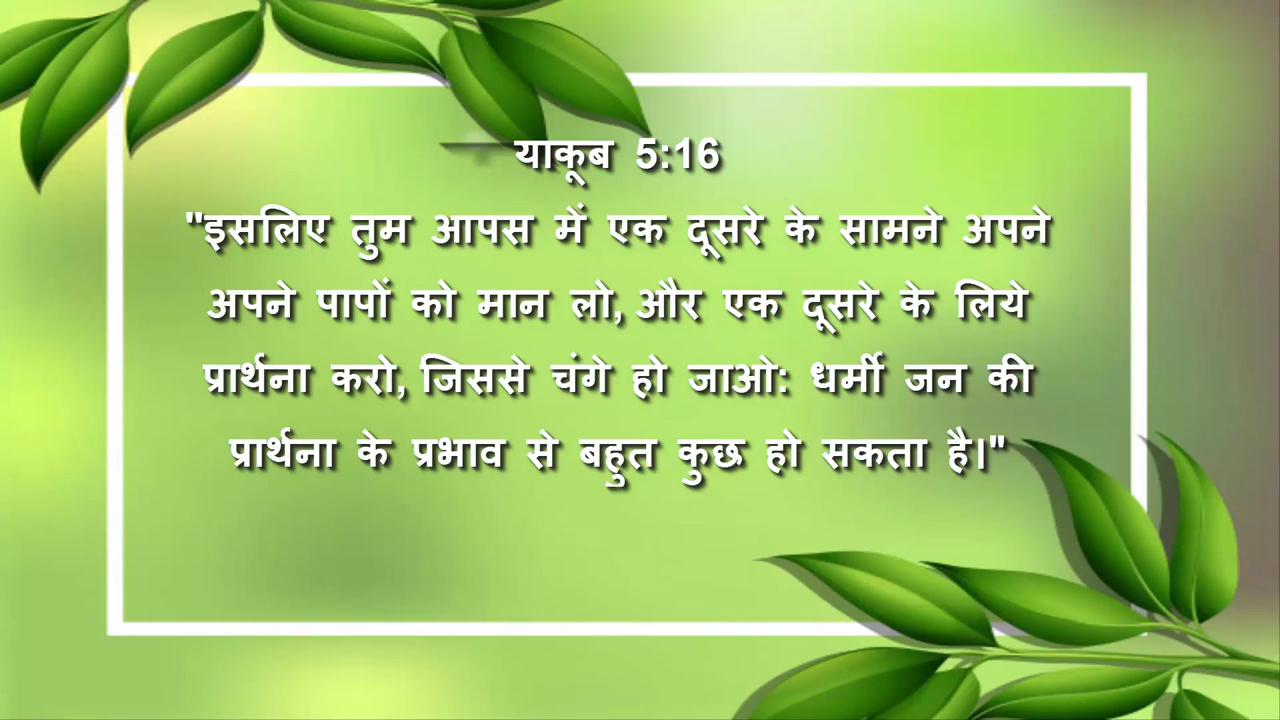 याकूब 5:16
"इसलिए तुम आपस में एक दूसरे के सामने अपने
अपने पापों को मान लो, और एक दूसरे के लिये
प्रार्थना करो, जिससे चंगे हो जाओ: धर्मी जन की
प्रार्थना के प्रभाव से बहुत कुछ हो सकता है।"